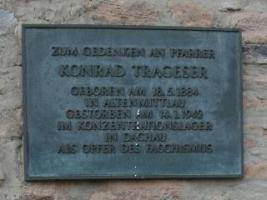 ZUM GEDENKEN AN PFARRER
KONRAD TRAGESER
GEBOREN AM 18.5.1884
IN ALTENMITTLAU
GESTORBEN AM 14.1.1942
IM KONZENTRATIONSLAGER
IN DACHAU
ALS OPFER DES FASCHISMUS